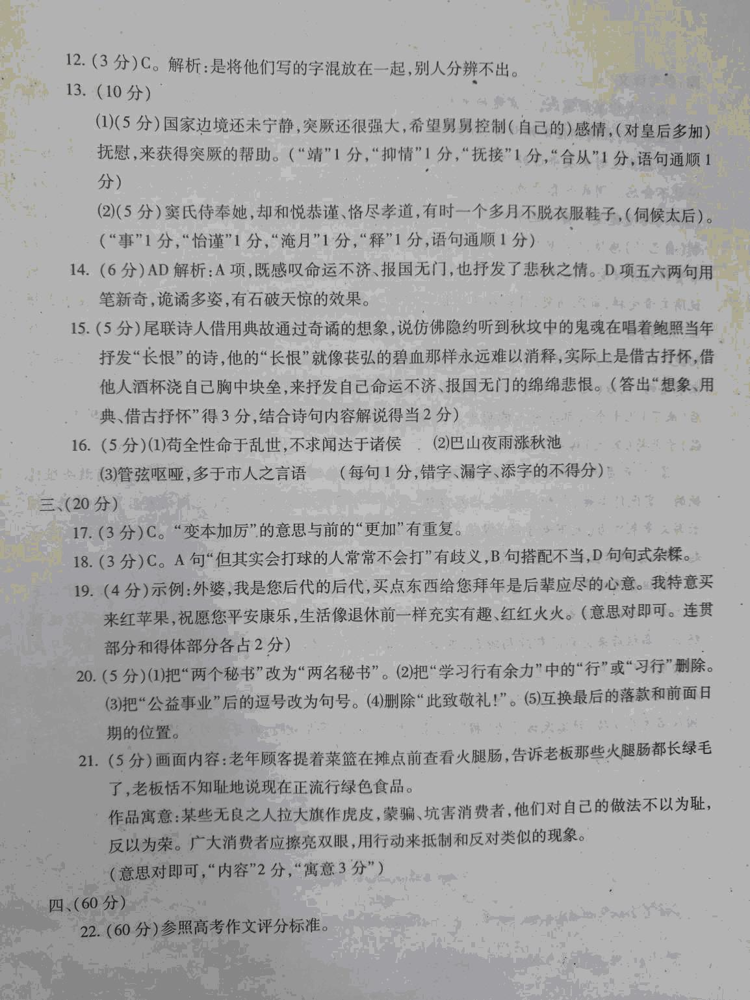 12. (3 分)C。解析:是将他们写的字混放在一起,别人分辨不出。
13. (10 分)
⑴(5 分)国家边境还未宁静,突厥还很强大,希望舅舅控制(自己的)感情,(对皇后多加)
抚慰,来获得突厥的帮助。(“靖”1 分,“抑情”1 分,“抚接”1 分,“合从”1 分,语句通顺 1
分)
⑵(5 分)窦氏侍奉她,却和悦恭谨、恪尽孝道,有时一个多月不脱衣服鞋子,(伺候太后)。
(“事”1 分,“怡谨”1 分,“淹月”1 分,“释”1 分,语句通顺 1 分)
14. (6 分)AD 解析:A 项,既感叹命运不济、报国无门,也抒发了悲秋之情。D 项五六两句用
笔新奇,诡谲多姿,有石破天惊的效果。
15. (5 分)尾联诗人借用典故通过奇谲的想象,说仿佛隐约听到秋坟中的鬼魂在唱着鲍照当年
抒发“长恨”的诗,他的“长恨”就像苌弘的碧血那样永远难以消释,实际上是借古抒怀,借
他人酒杯浇自己胸中块垒,来抒发自己命运不济、报国无门的绵绵悲恨。(答出“想象、用
典、借古抒怀”得 3 分,结合诗句内容解说得当 2 分)
16. (5 分)⑴苟全性命于乱世,不求闻达于诸侯 ⑵巴山夜雨涨秋池
⑶管弦呕哑,多于市人之言语 (每句 1 分,错字、漏字、添字的不得分)
三、(20 分)
17. (3 分)C。“变本加厉”的意思与前的“更加”有重复。
18. (3 分)C。A 句“但其实会打球的人常常不会打”有歧义,B 句搭配不当,D 句句式杂糅。
19. (4 分)示例:外婆,我是您后代的后代,买点东西给您拜年是后辈应尽的心意。我特意买
来红苹果,祝愿您平安康乐,生活像退休前一样充实有趣、红红火火。(意思对即可。连贯
部分和得体部分各占 2 分)
20. (5 分)⑴把“两个秘书”改为“两名秘书”。⑵把“学习行有余力”中的“行”或“习行”删除。
⑶把“公益事业”后的逗号改为句号。⑷删除“此致敬礼!”。⑸互换最后的落款和前面日
期的位置。
21. (5 分)画面内容:老年顾客提着菜篮在摊点前查看火腿肠,告诉老板那些火腿肠都长绿毛
了,老板恬不知耻地说现在正流行绿色食品。
作品寓意:某些无良之人拉大旗作虎皮,蒙骗、坑害消费者,他们对自己的做法不以为耻,
反以为荣。广大消费者应擦亮双眼,用行动来抵制和反对类似的现象。
(意思对即可,“内容”2 分,“寓意 3 分”)
四、(60 分)
22. (60 分)参照高考作文评分标准。